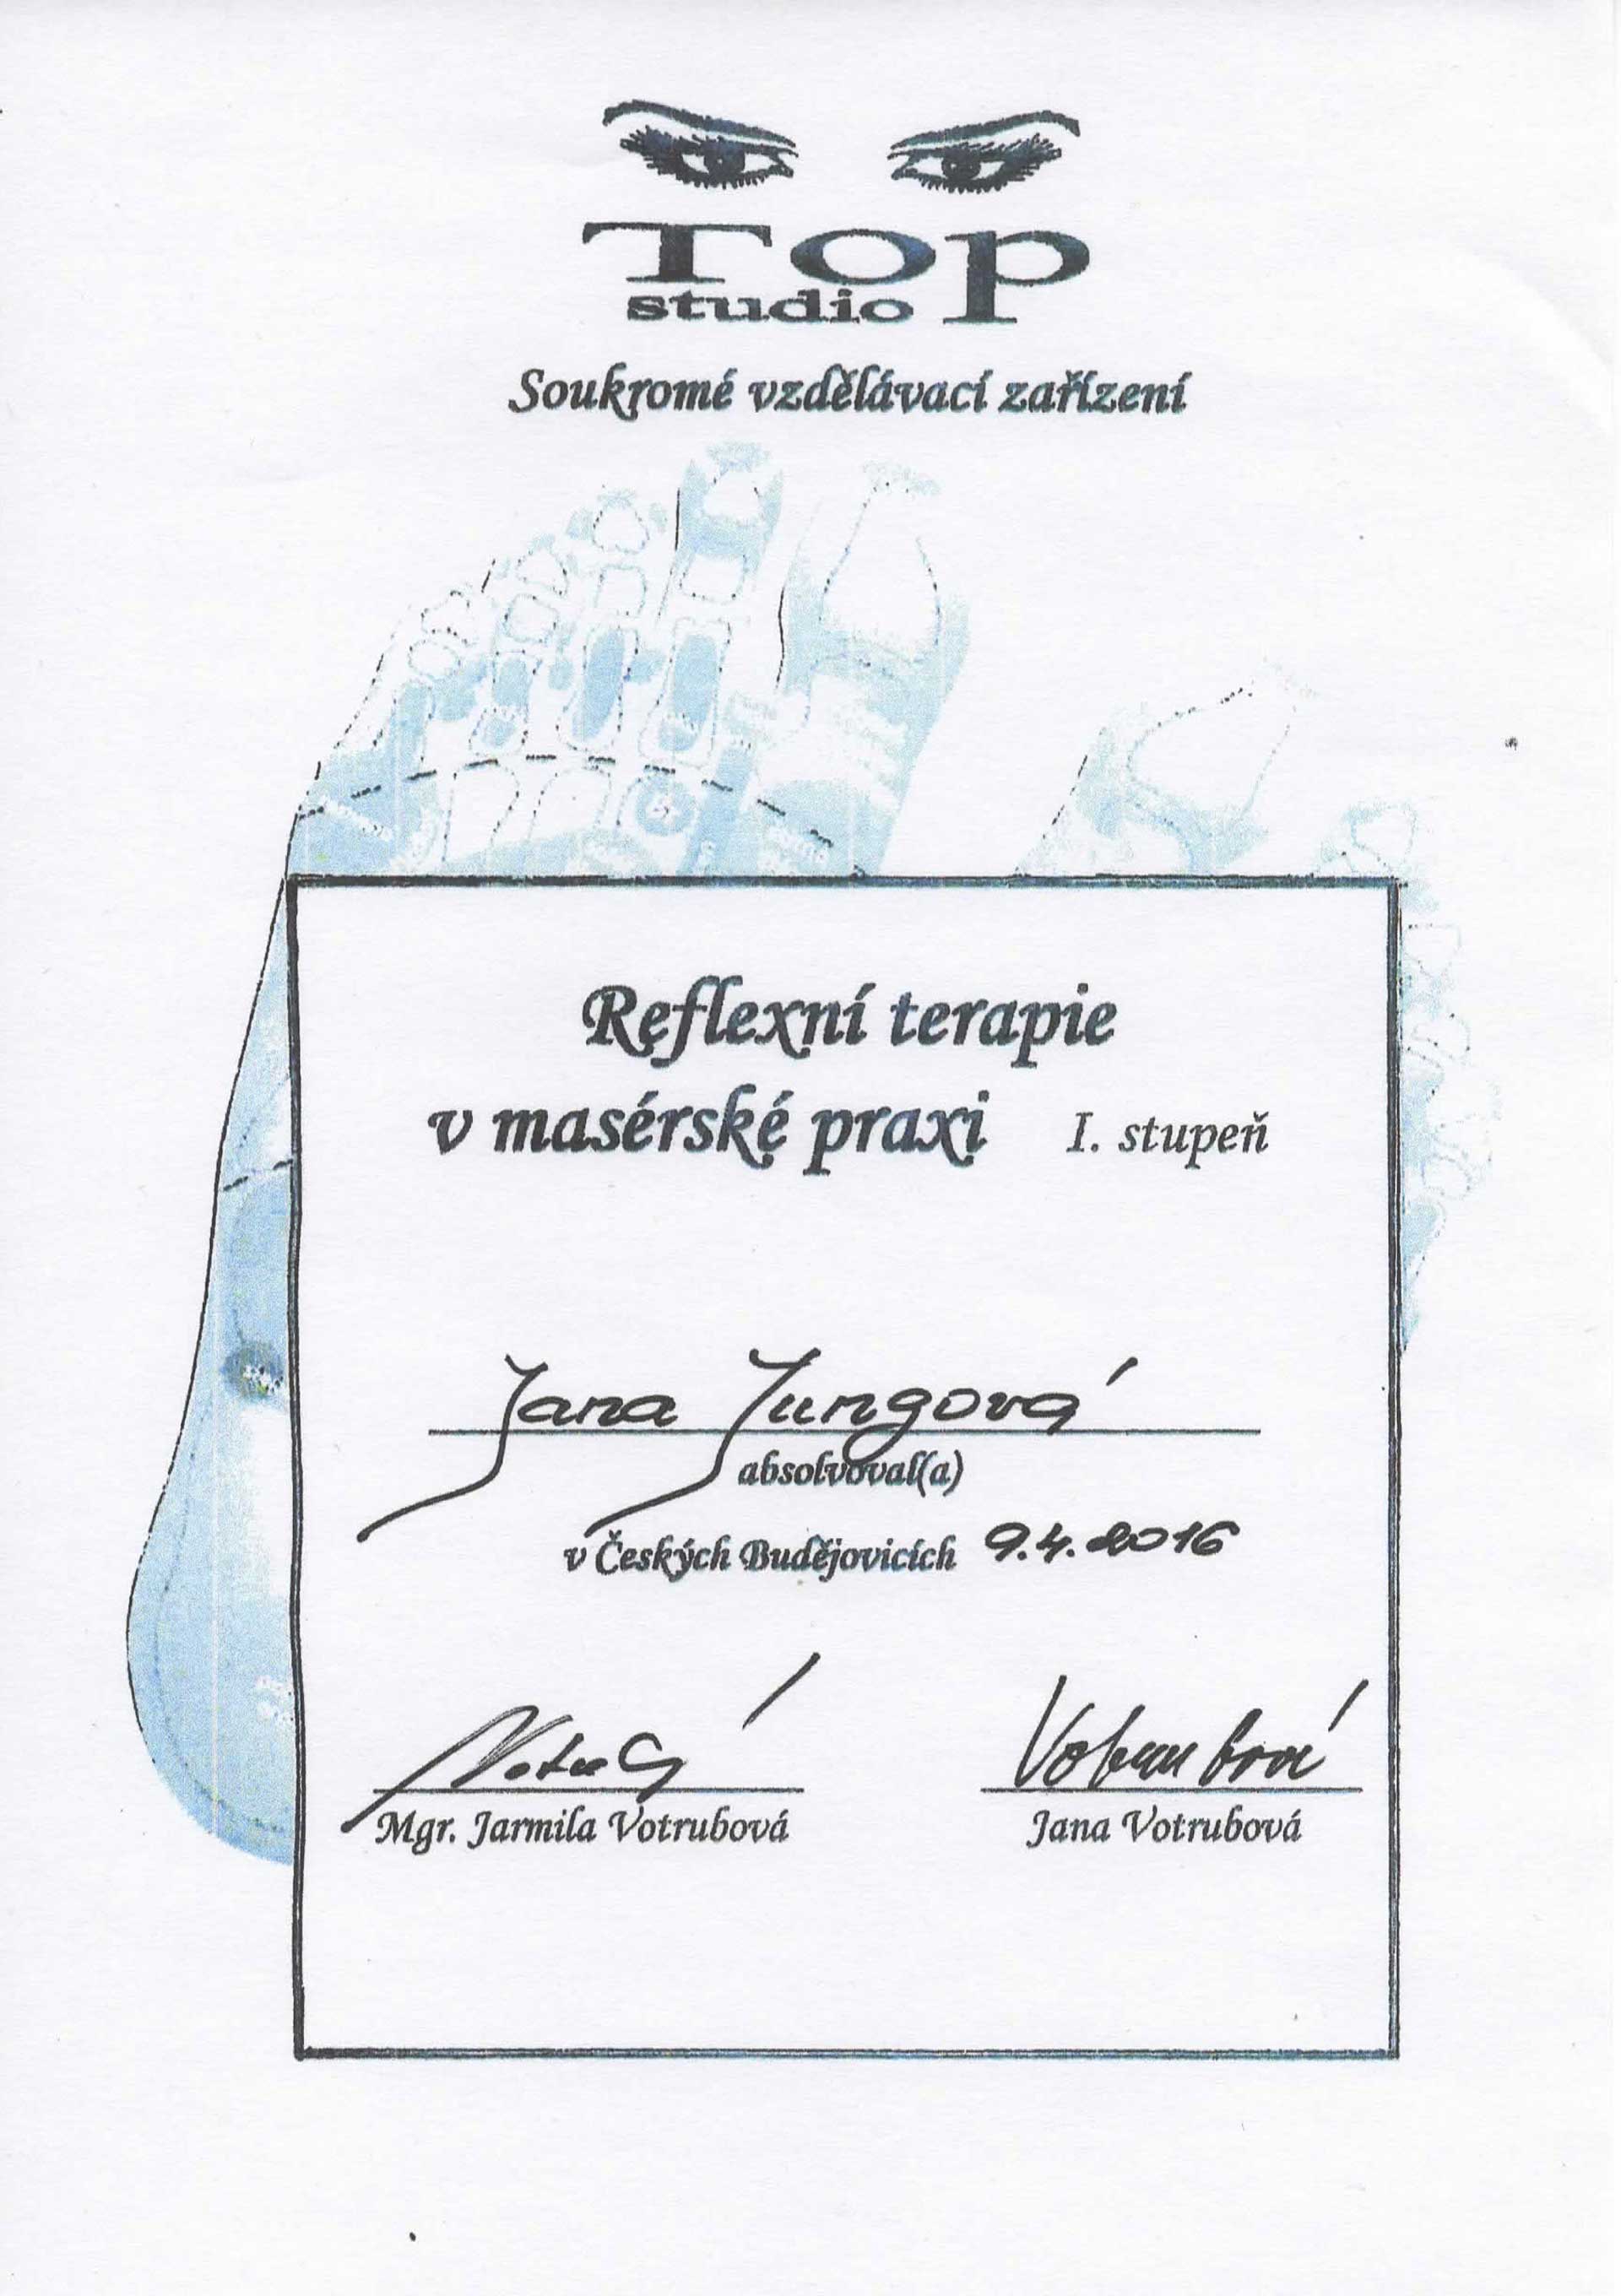 Top
studio
Soukromé vzdělávací zařízení
Reflexní terapie
v masérské praxi I. stupeň
Jana Jungová
absolvoval(a)
v Českých Budějovicích 9.4.2016
Mgr. Jarmila Votrubová
Jana Votrubová